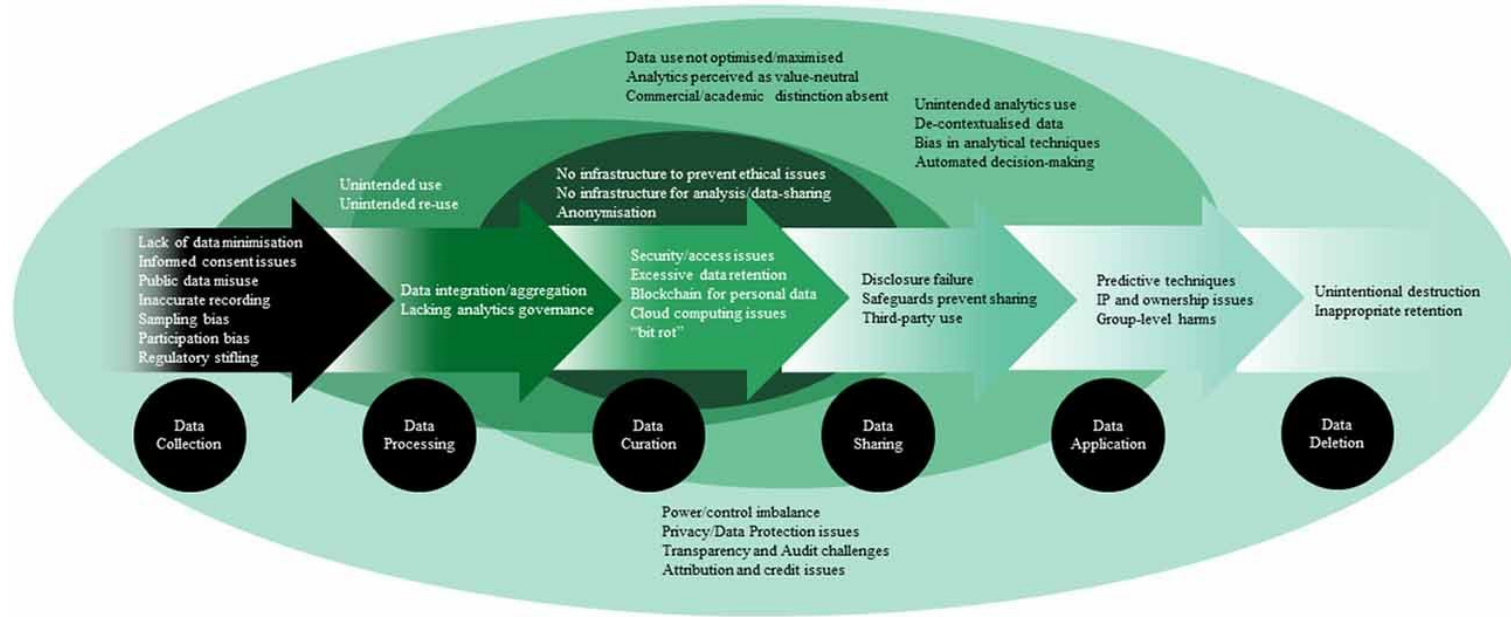 Data use not optimised/maximised
Analytics perceived as value-neutral
Commercial/academic distinction absent
Unintended analytics use
De-contextualised data
Bias in analytical techniques
Automated decision-making
Unintended use
Unintended re-use
No infrastructure to prevent ethical issues
No infrastructure for analysis/data-sharing
Anonymisation
Lack of data minimisation
Informed consent issues
Public data misuse
Inaccurate recording
Sampling bias
Participation bias
Regulatory stifling
Data integration/aggregation
Lacking analytics governance
Security/access issues
Excessive data retention
Blockchain for personal data
Cloud computing issues
“bit rot”
Disclosure failure
Safeguards prevent sharing
Third-party use
Predictive techniques
IP and ownership issues
Group-level harms
Unintentional destruction
Inappropriate retention
Data
Collection
Data
Processing
Data
Curation
Data
Sharing
Data
Application
Data
Deletion
Power/control imbalance
Privacy/Data Protection issues
Transparency and Audit challenges
Attribution and credit issues